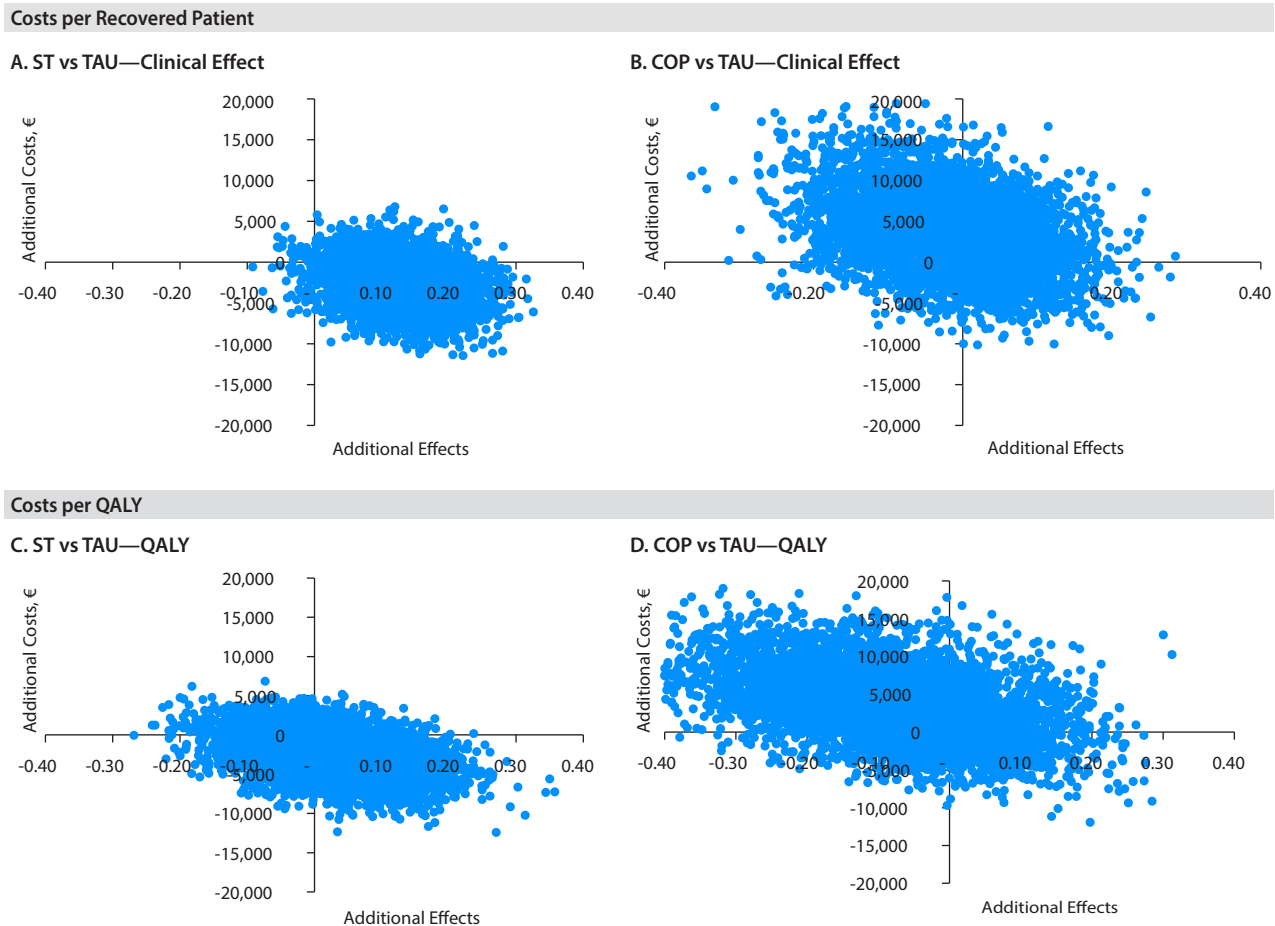 Costs per Recovered Patient
A. ST vs TAU—Clinical Effect
B. COP vs TAU—Clinical Effect
Additional Costs, €
20,000
15,000
10,000
5,000
0
-0.40 -0.30 -0.20 -0.10 - 0.10 0.20 0.30 0.40
-5,000
-10,000
-15,000
-20,000
Additional Effects
Additional Costs, €
20,000
15,000
10,000
5,000
0
-0.40 -0.20 - 0.20 0.40
-5,000
-10,000
-15,000
-20,000
Additional Effects
Costs per QALY
C. ST vs TAU—QALY
D. COP vs TAU—QALY
Additional Costs, €
20,000
15,000
10,000
5,000
0
-0.40 -0.30 -0.20 -0.10 - 0.10 0.20 0.30 0.40
-5,000
-10,000
-15,000
-20,000
Additional Effects
Additional Costs, €
20,000
15,000
10,000
5,000
0
-0.40 -0.30 -0.20 -0.10 - 0.10 0.20 0.30 0.40
-5,000
-10,000
-15,000
-20,000
Additional Effects